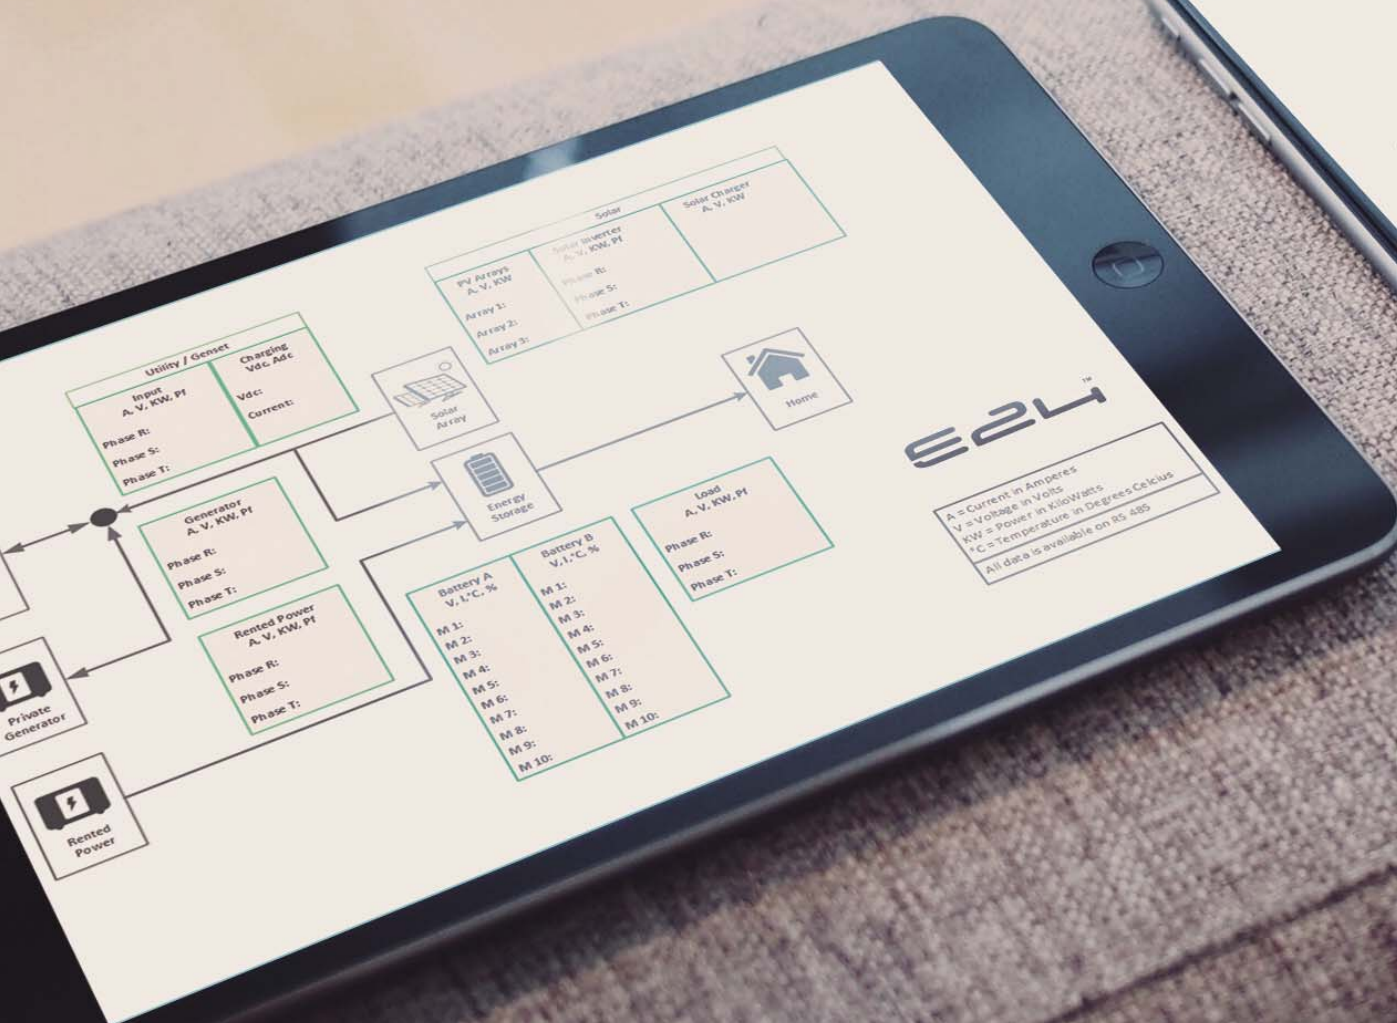 Solar
PV Arrays
A, V, KW
Array 1:
Array 2:
Array 3:
Solar Inverter
A, V, KW, Pf
Phase R:
Phase S:
Phase T:
Solar Charger
A, V, KW
Utility / Genset
Input
A, V, KW, Pf
Phase R:
Phase S:
Phase T:
Charging
Vdc, Adc
Vdc:
Current:
Solar
Array
Home
Energy
Storage
Generator
A, V, KW, Pf
Phase R:
Phase S:
Phase T:
Rented Power
A, V, KW, Pf
Phase R:
Phase S:
Phase T:
Battery A
V, I,°C, %
M 1:
M 2:
M 3:
M 4:
M 5:
M 6:
M 7:
M 8:
M 9:
M 10:
Battery B
V, I,°C, %
M 1:
M 2:
M 3:
M 4:
M 5:
M 6:
M 7:
M 8:
M 9:
M 10:
Load
A, V, KW, Pf
Phase R:
Phase S:
Phase T:
E24™
A = Current in Amperes
V = Voltage in Volts
KW = Power in KiloWatts
°C = Temperature in Degrees Celcius
All data is available on RS 485
Private
Generator
Rented
Power